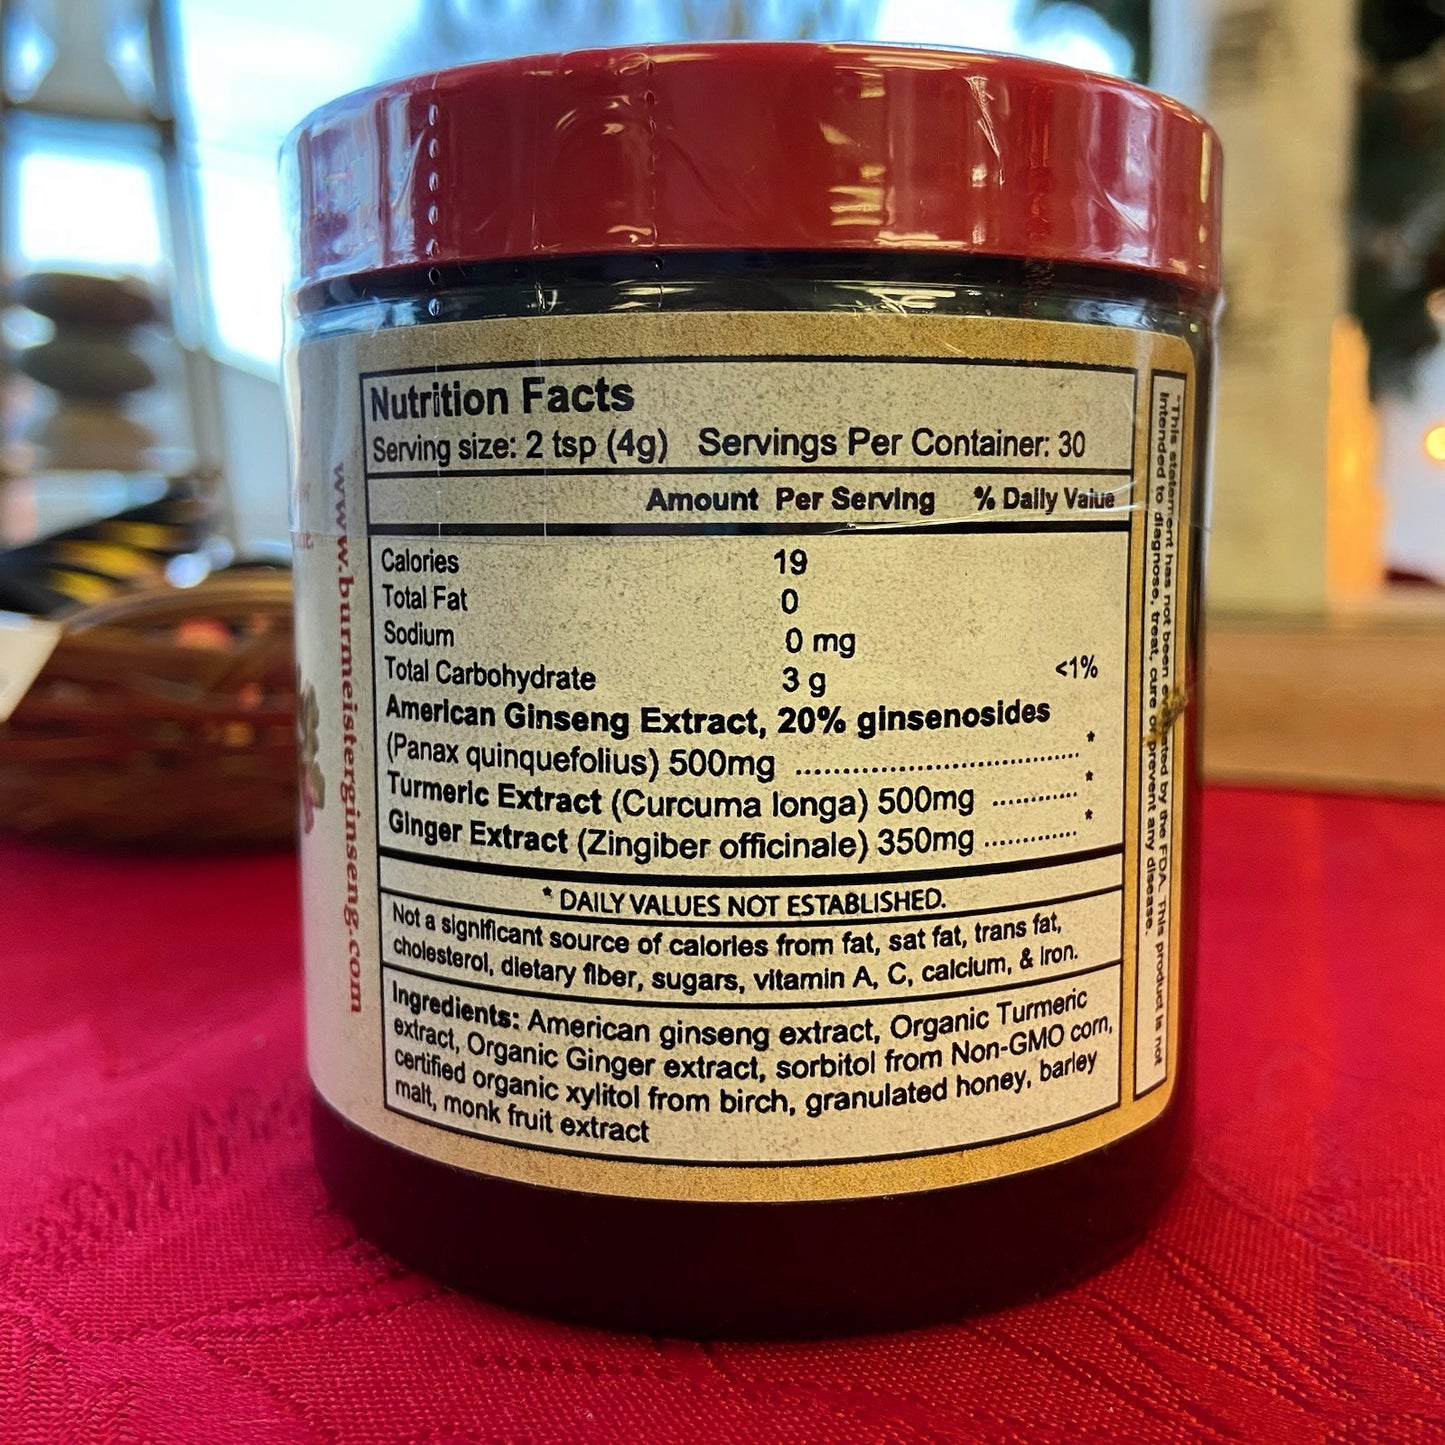 Nutrition Facts
Serving size: 2 tsp (4g) Servings Per Container: 30
Amount Per Serving % Daily Value
Calories 19
Total Fat 0
Sodium 0 mg
Total Carbohydrate 3 g <1%
American Ginseng Extract, 20% ginsenosides
(Panax quinquefolius) 500mg .................................. *
Turmeric Extract (Curcuma longa) 500mg ............ *
Ginger Extract (Zingiber officinale) 350mg ............. *
* DAILY VALUES NOT ESTABLISHED.
Not a significant source of calories from fat, sat fat, trans fat,
cholesterol, dietary fiber, sugars, vitamin A, C, calcium, & Iron.
Ingredients: American ginseng extract, Organic Turmeric
extract, Organic Ginger extract, sorbitol from Non-GMO corn,
certified organic xylitol from birch, granulated honey, barley
malt, monk fruit extract
www.burmeisterginseng.com
"This statement has not been evaluated by the FDA. This product is not
Intended to diagnose, treat, cure or prevent any disease.